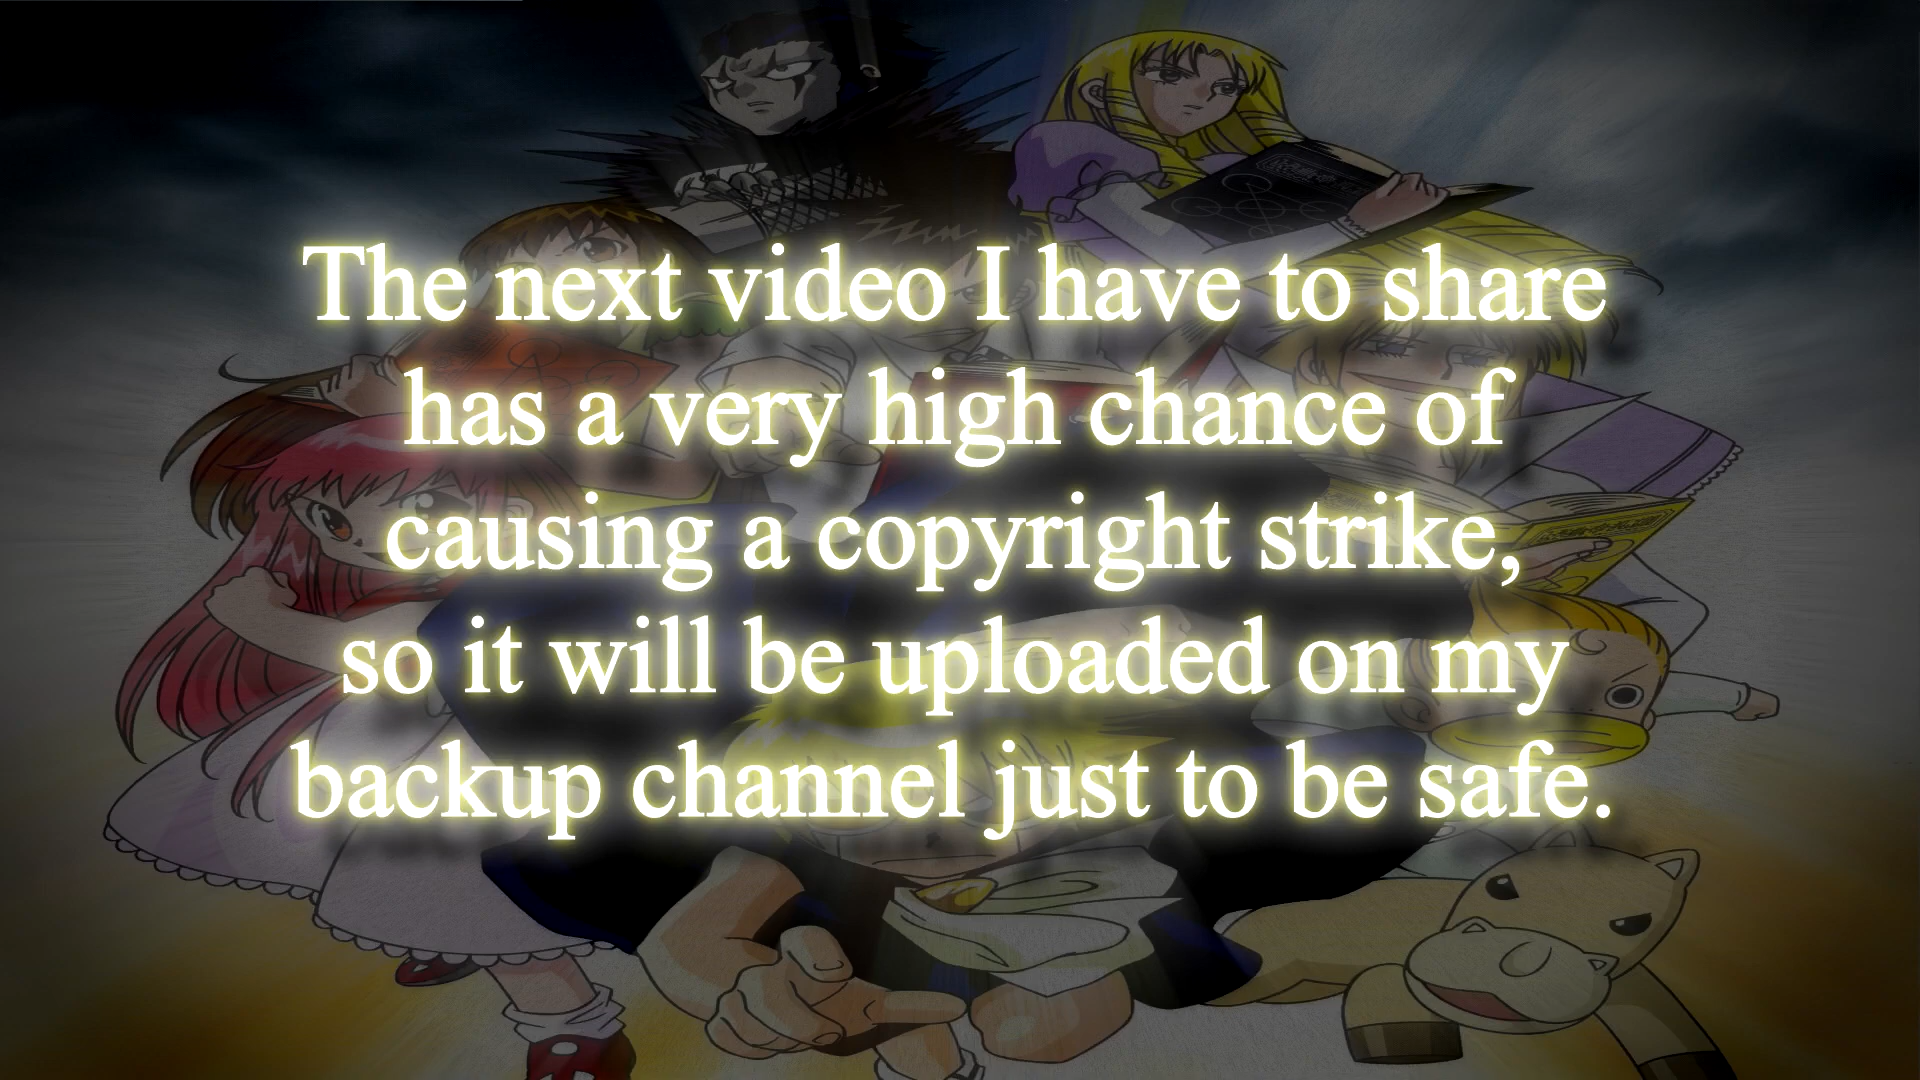 The next video I have to share
has a very high chance of
causing a copyright strike,
so it will be uploaded on my
backup channel just to be safe.